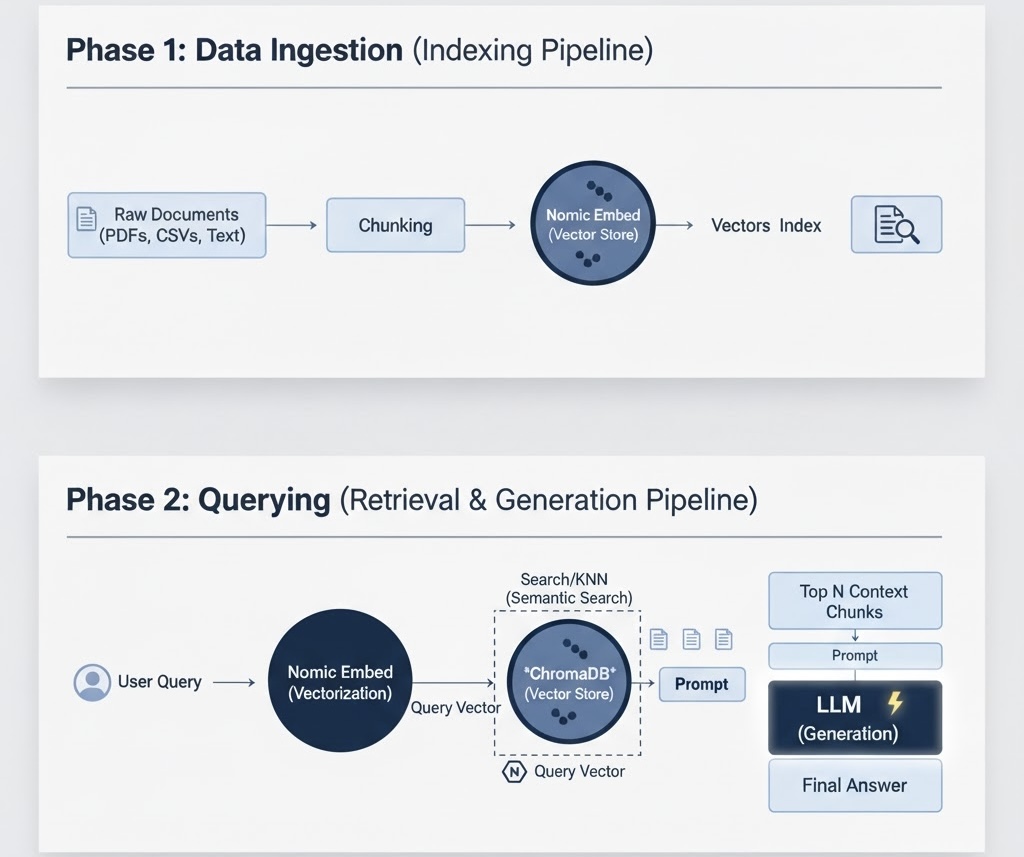 Phase 1: Data Ingestion (Indexing Pipeline)
Raw Documents
(PDFs, CSVs, Text)
Chunking
Nomic Embed
(Vector Store)
Vectors Index
Phase 2: Querying (Retrieval & Generation Pipeline)
User Query
Nomic Embed
(Vectorization)
Query Vector
Search/KNN
(Semantic Search)
"ChromaDB"
(Vector Store)
N Query Vector
Prompt
Top N Context
Chunks
Prompt
LLM
(Generation)
Final Answer